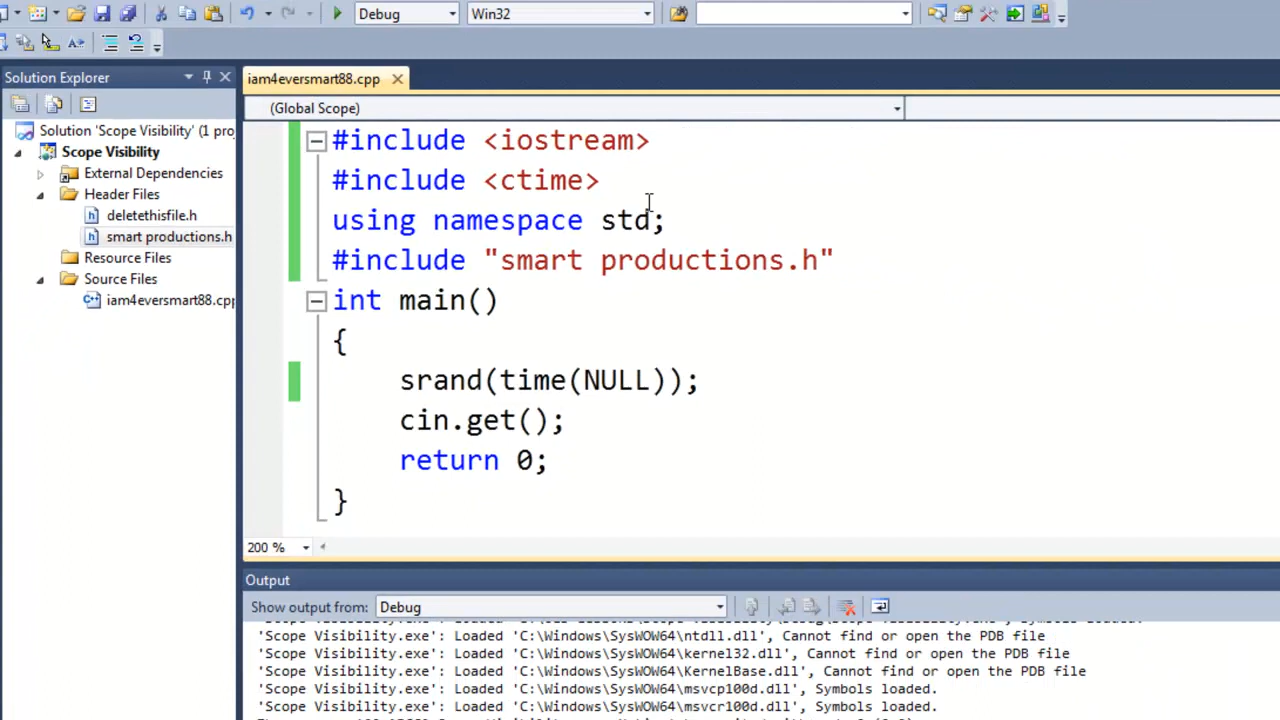 Debug
Win32
Solution Explorer
Solution 'Scope Visibility' (1 proj
Scope Visibility
External Dependencies
Header Files
deletethisfile.h
smart productions.h
Resource Files
Source Files
iam4eversmart88.cpp
iam4eversmart88.cpp
(Global Scope)
#include <iostream>
#include <ctime>
using namespace std;
#include "smart productions.h"
int main()
{
srand(time(NULL));
cin.get();
return 0;
}
200 %
Output
Show output from: Debug
'Scope Visibility.exe': Loaded 'C:\Windows\SysWOW64\ntdll.dll', Cannot find or open the PDB file
'Scope Visibility.exe': Loaded 'C:\Windows\SysWOW64\kernel32.dll', Cannot find or open the PDB file
'Scope Visibility.exe': Loaded 'C:\Windows\SysWOW64\KernelBase.dll', Cannot find or open the PDB file
'Scope Visibility.exe': Loaded 'C:\Windows\SysWOW64\msvcp100d.dll', Symbols loaded.
'Scope Visibility.exe': Loaded 'C:\Windows\SysWOW64\msvcr100d.dll', Symbols loaded.